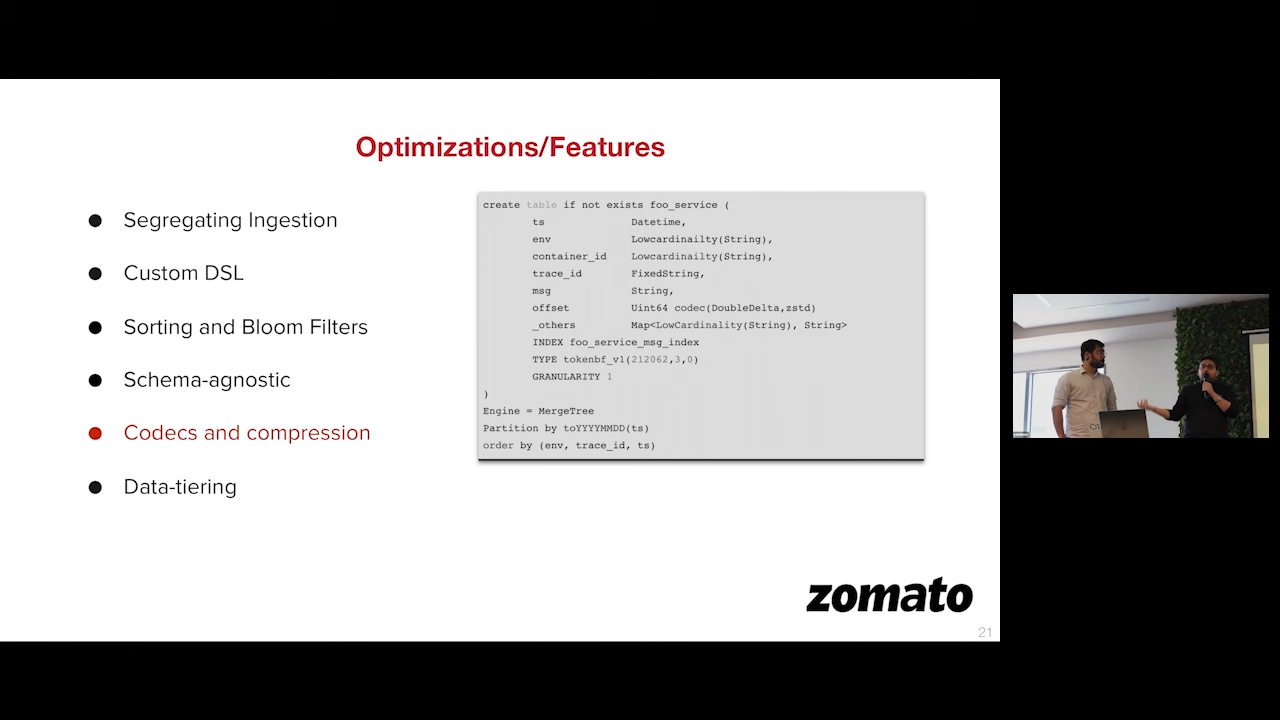 Optimizations/Features
● Segregating Ingestion
● Custom DSL
● Sorting and Bloom Filters
● Schema-agnostic
● Codecs and compression
● Data-tiering
create table if not exists foo_service (
ts Datetime,
env Lowcardinailty(String),
container_id Lowcardinailty(String),
trace_id FixedString,
msg String,
offset Uint64 codec(DoubleDelta,zstd)
_others Map<LowCardinality(String), String>
INDEX foo_service_msg_index
TYPE tokenbf_v1(212062,3,0)
GRANULARITY 1
)
Engine = MergeTree
Partition by toYYYYMMDD(ts)
order by (env, trace_id, ts)
zomato
21